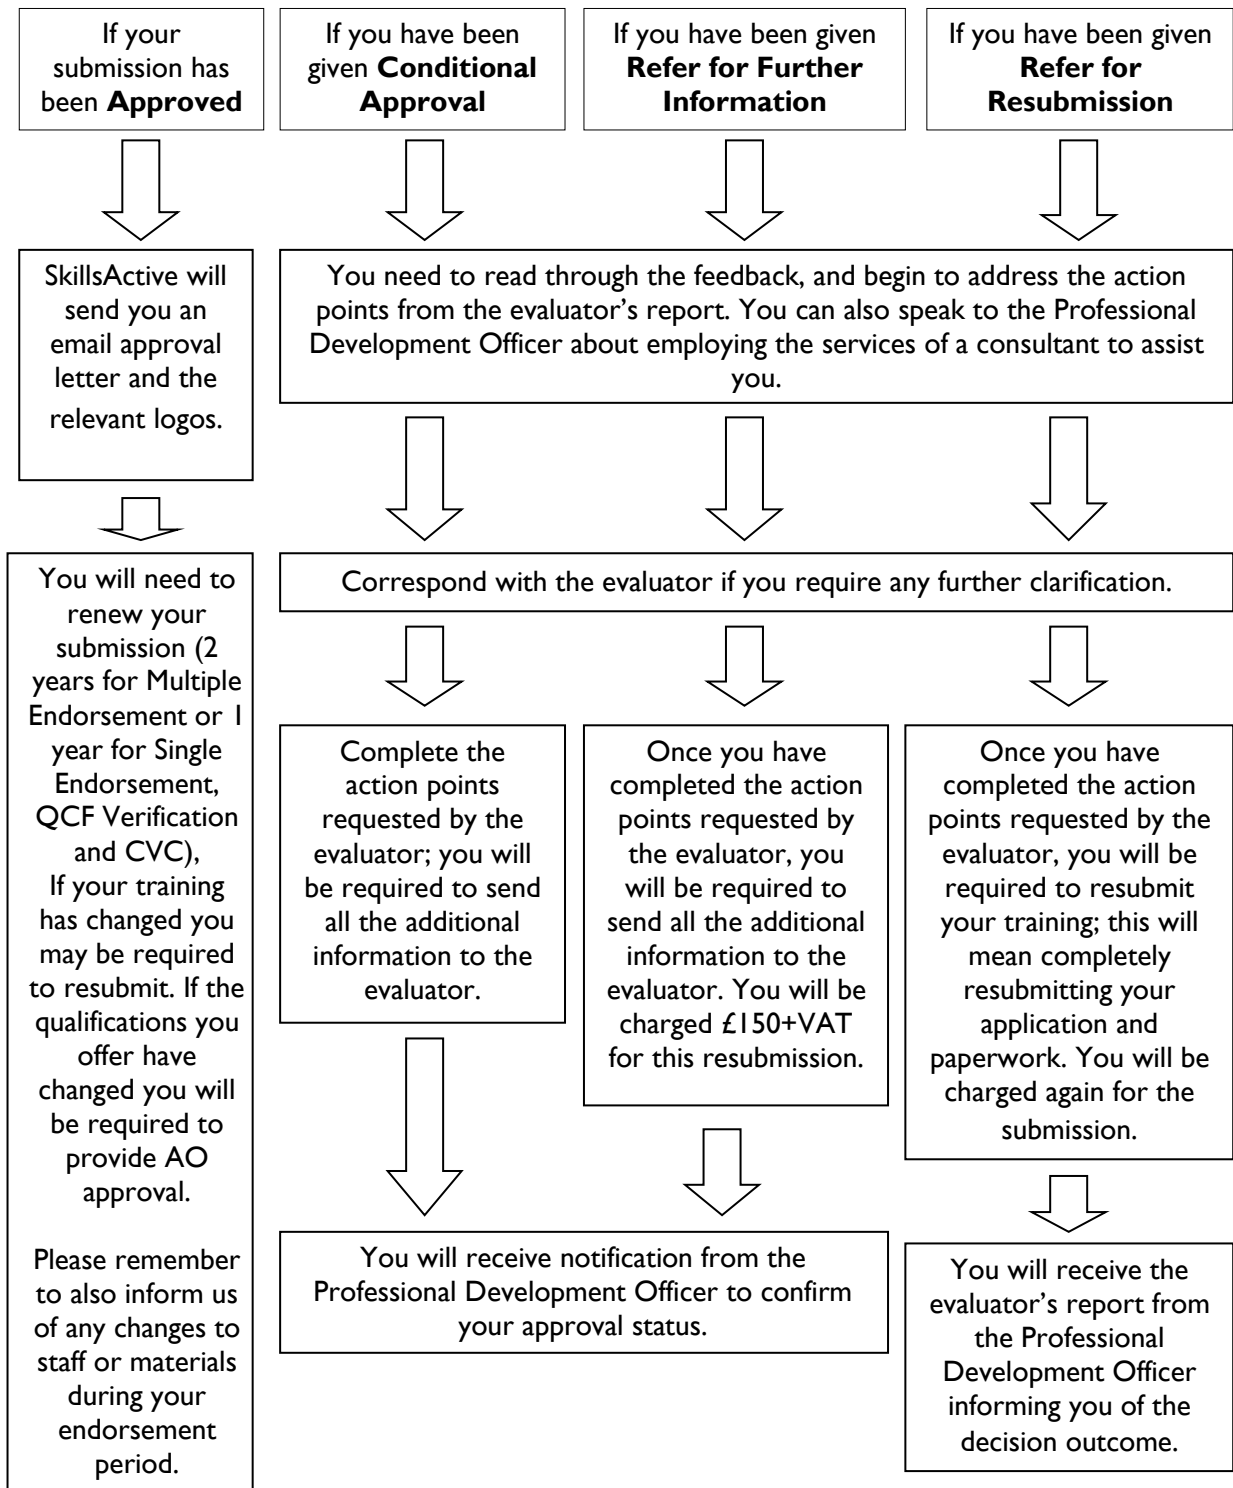 If your
submission has
been Approved
If you have been
given Conditional
Approval
If you have been given
Refer for Further
Information
If you have been given
Refer for
Resubmission
SkillsActive will
send you an
email approval
letter and the
relevant logos.
You need to read through the feedback, and begin to address the action
points from the evaluator’s report. You can also speak to the Professional
Development Officer about employing the services of a consultant to assist
you.
You will need to
renew your
submission (2
years for Multiple
Endorsement or 1
year for Single
Endorsement,
QCF Verification
and CVC),
If your training
has changed you
may be required
to resubmit. If the
qualifications you
offer have
changed you will
be required to
provide AO
approval.
Please remember
to also inform us
of any changes to
staff or materials
during your
endorsement
period.
Correspond with the evaluator if you require any further clarification.
Complete the
action points
requested by the
evaluator; you will
be required to send
all the additional
information to the
evaluator.
Once you have
completed the action
points requested by
the evaluator, you
will be required to
send all the additional
information to the
evaluator. You will be
charged £150+VAT
for this resubmission.
Once you have
completed the action
points requested by the
evaluator, you will be
required to resubmit
your training; this will
mean completely
resubmitting your
application and
paperwork. You will be
charged again for the
submission.
You will receive notification from the
Professional Development Officer to confirm
your approval status.
You will receive the
evaluator’s report from
the Professional
Development Officer
informing you of the
decision outcome.